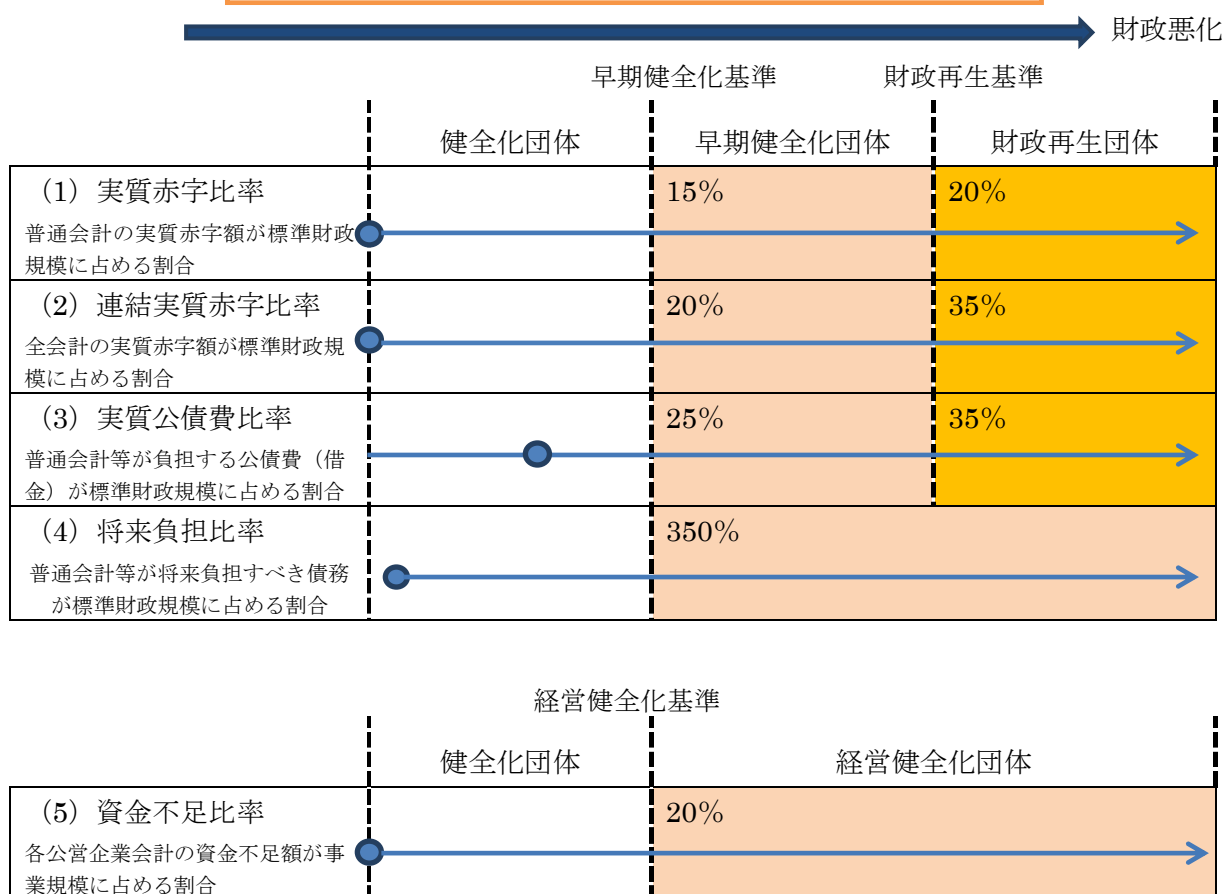 財政悪化
早期健全化基準
財政再生基準
健全化団体
早期健全化団体
財政再生団体
（1）実質赤字比率
普通会計の実質赤字額が標準財政
規模に占める割合
15%
20%
（2）連結実質赤字比率
全会計の実質赤字額が標準財政規
模に占める割合
20%
35%
（3）実質公債費比率
普通会計等が負担する公債費（借
金）が標準財政規模に占める割合
25%
35%
（4）将来負担比率
普通会計等が将来負担すべき債務
が標準財政規模に占める割合
350%
経営健全化基準
健全化団体
経営健全化団体
（5）資金不足比率
各公営企業会計の資金不足額が事
業規模に占める割合
20%